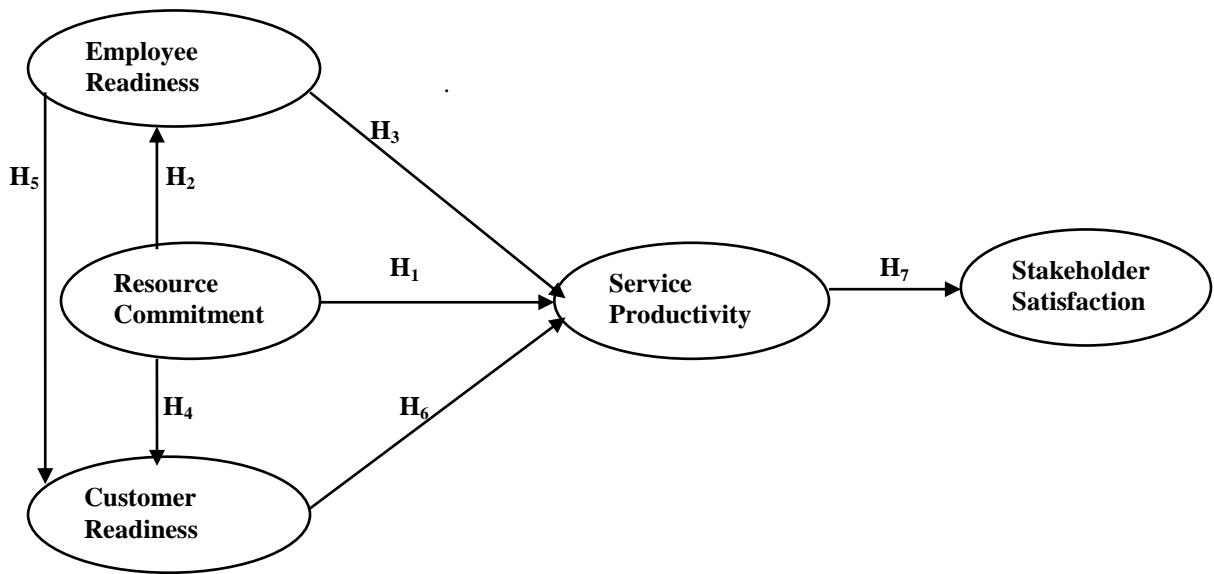 Employee
Readiness
.
H₃
H₅
H₂
Resource
Commitment
H₁
Service
Productivity
H₇
Stakeholder
Satisfaction
H₄
H₆
Customer
Readiness